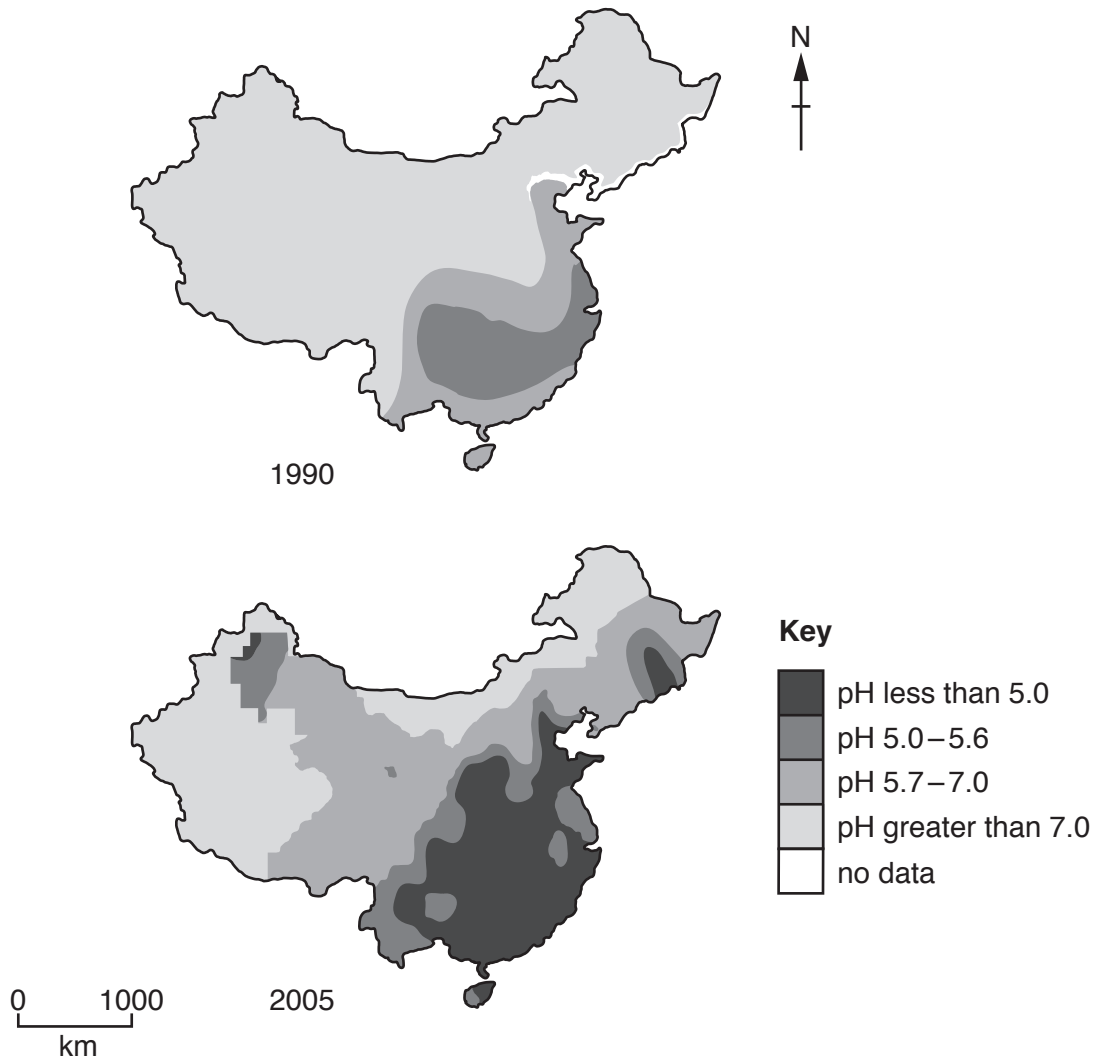 N
1990
Key
pH less than 5.0
pH 5.0–5.6
pH 5.7–7.0
pH greater than 7.0
no data
0 1000
km
2005